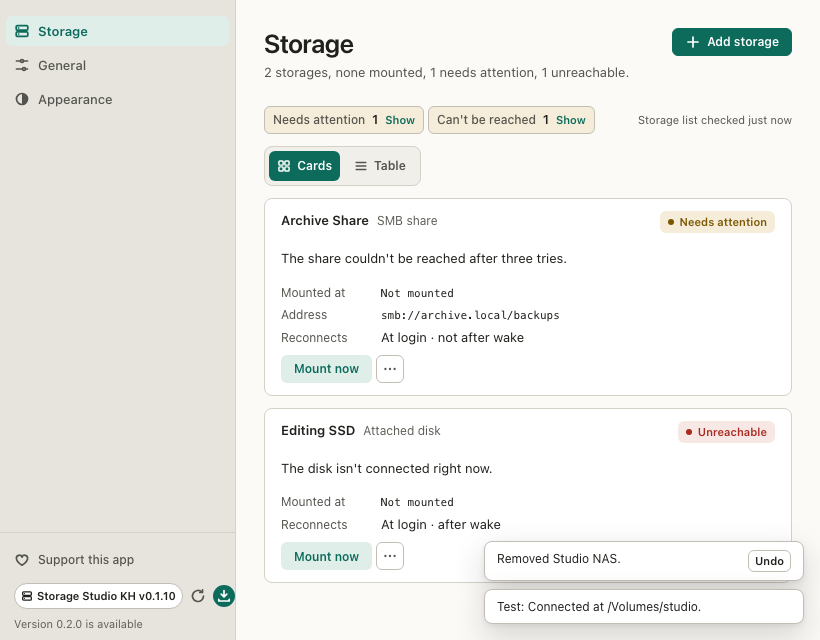 Storage
General
Appearance
Support this app
Storage Studio KH v0.1.10
Version 0.2.0 is available
Storage
Add storage
2 storages, none mounted, 1 needs attention, 1 unreachable.
Needs attention 1 Show
Can't be reached 1 Show
Storage list checked just now
Cards
Table
Archive Share SMB share
Needs attention
The share couldn't be reached after three tries.
Mounted at Not mounted
Address smb://archive.local/backups
Reconnects At login · not after wake
Mount now
Editing SSD Attached disk
Unreachable
The disk isn't connected right now.
Mounted at Not mounted
Reconnects At login · after wake
Mount now
Removed Studio NAS.
Undo
Test: Connected at /Volumes/studio.